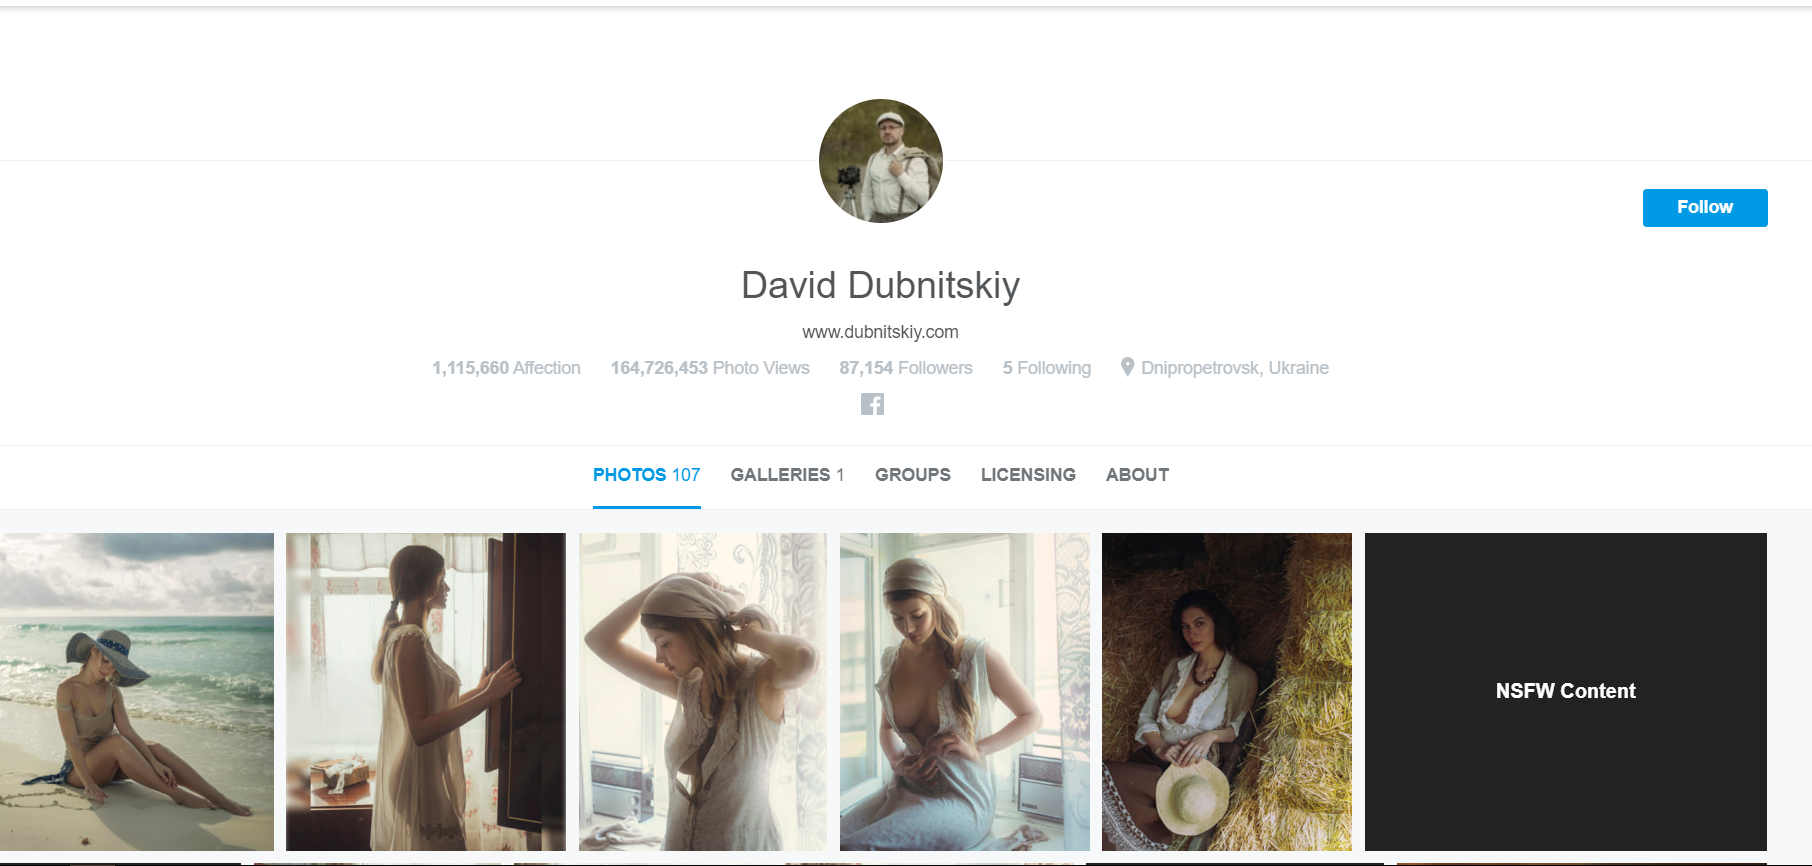 Follow
David Dubnitskiy
www.dubnitskiy.com
1,115,660 Affection 164,726,453 Photo Views 87,154 Followers 5 Following Dnipropetrovsk, Ukraine
PHOTOS 107 GALLERIES 1 GROUPS LICENSING ABOUT
NSFW Content